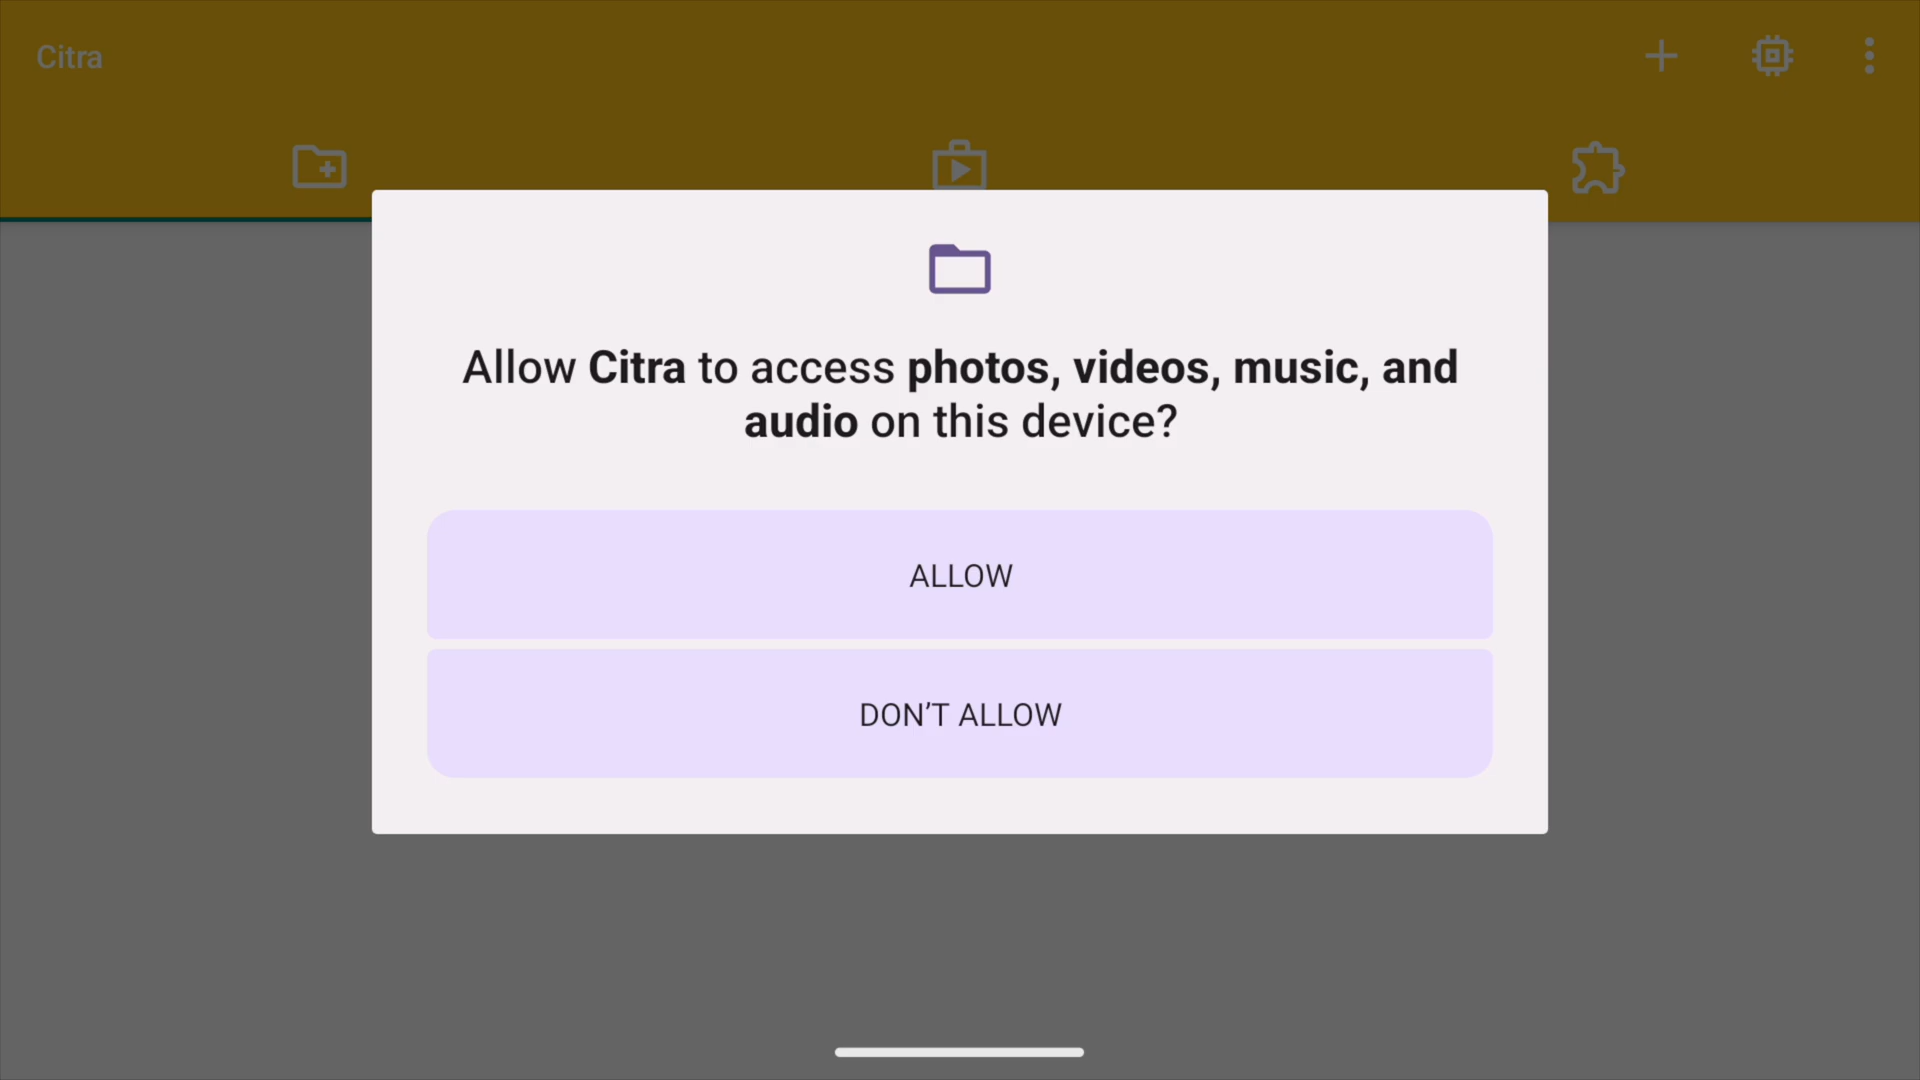 Citra
Allow Citra to access photos, videos, music, and
audio on this device?
ALLOW
DON’T ALLOW